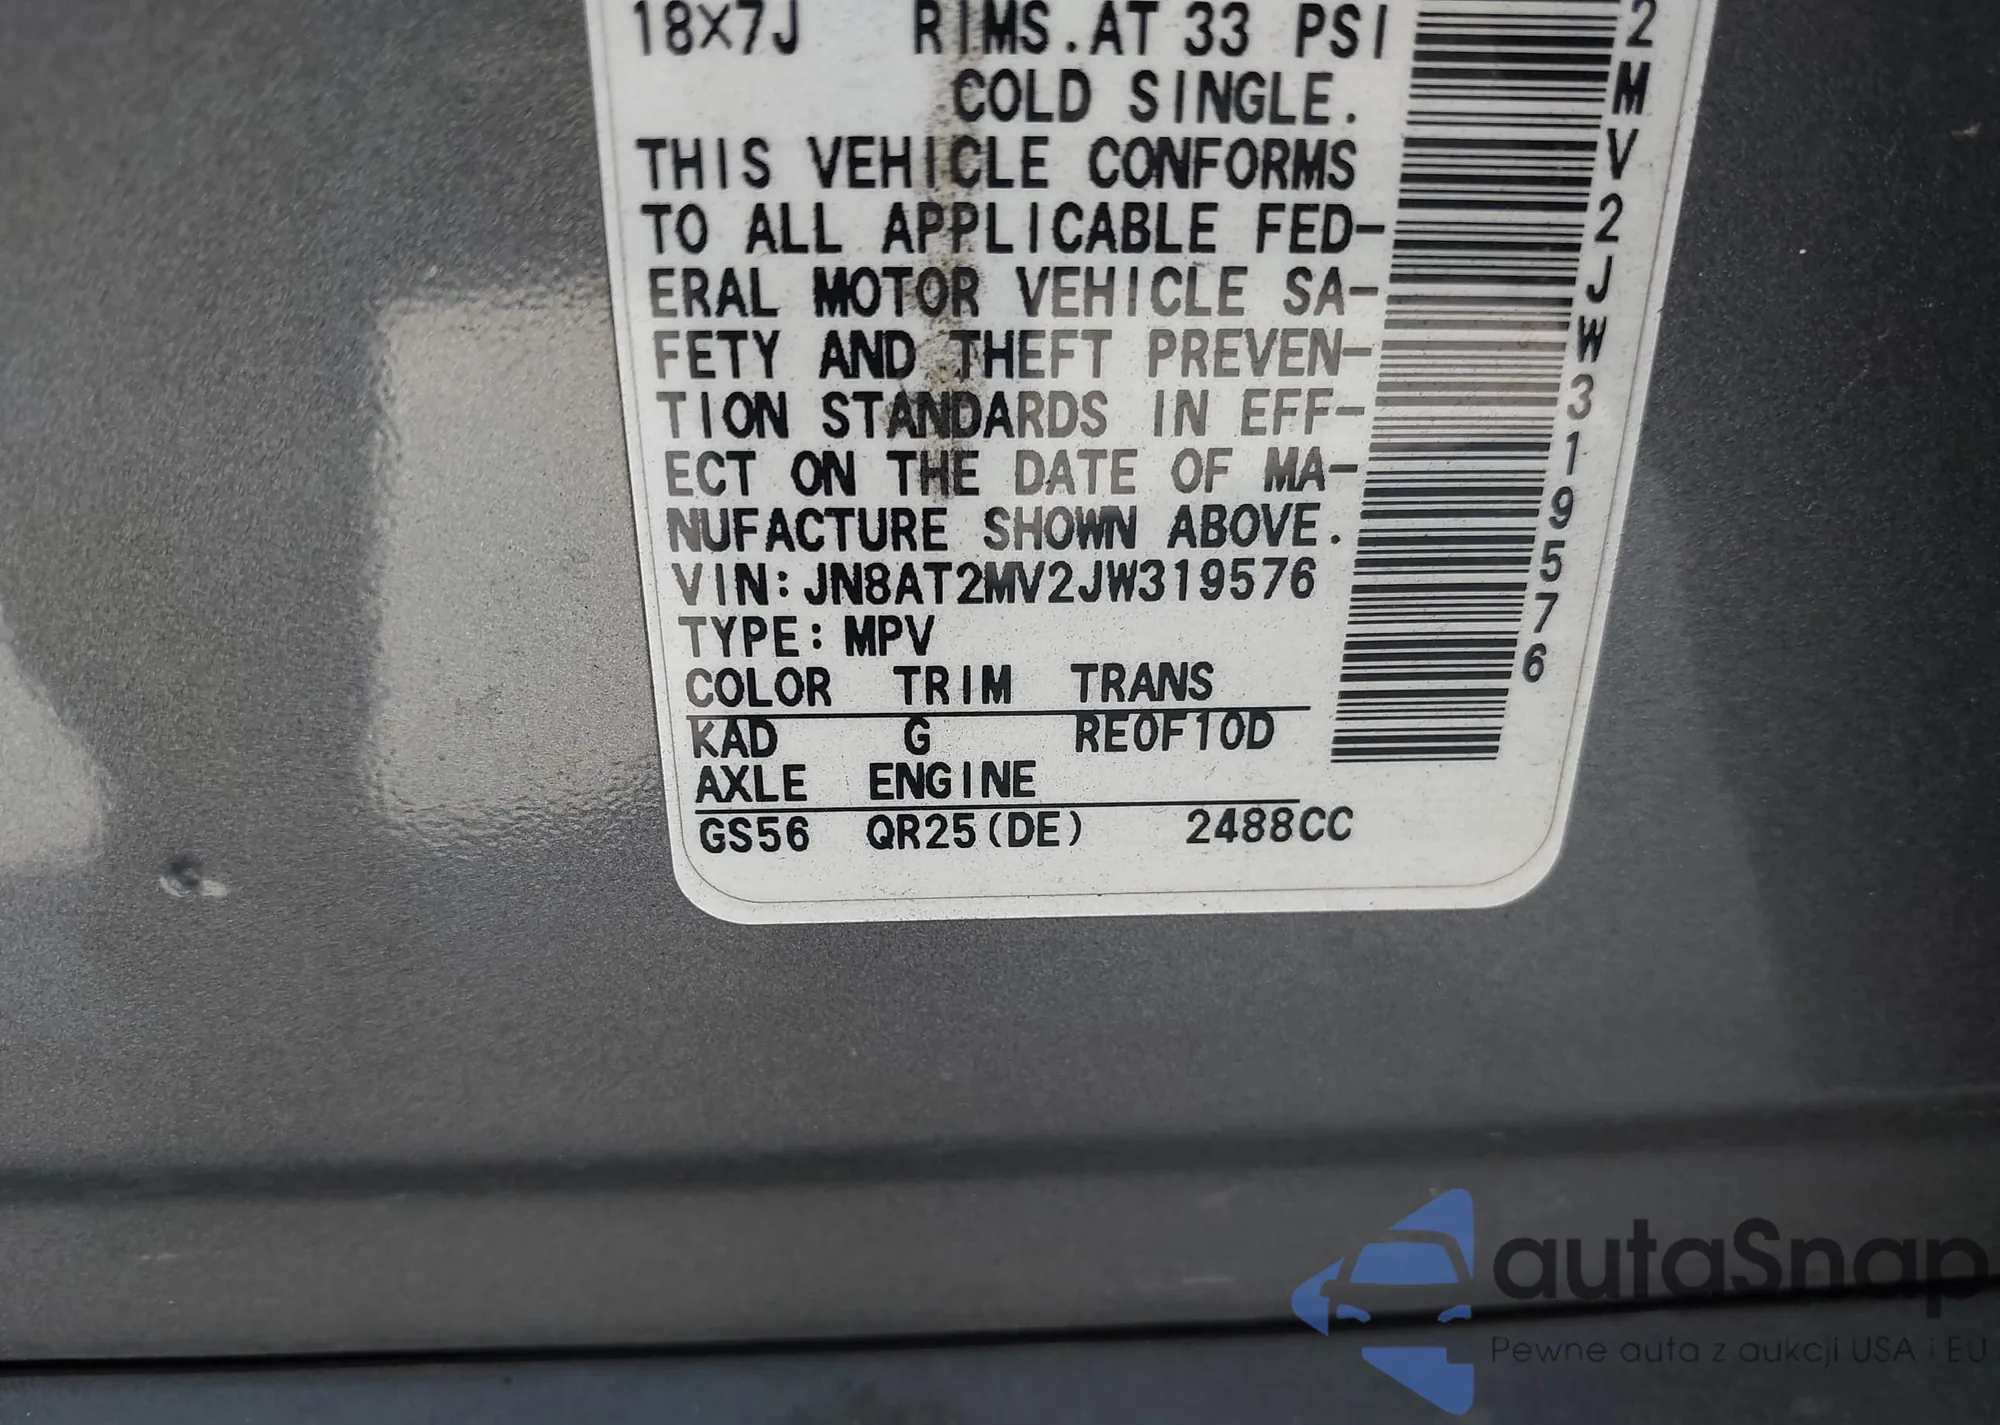 18X7J RIMS.AT 33 PSI
COLD SINGLE.
THIS VEHICLE CONFORMS
TO ALL APPLICABLE FED-
ERAL MOTOR VEHICLE SA-
FETY AND THEFT PREVEN-
TION STANDARDS IN EFF-
ECT ON THE DATE OF MA-
NUFACTURE SHOWN ABOVE.
VIN:JN8AT2MV2JW319576
TYPE:MPV
COLOR TRIM TRANS
KAD G RE0F10D
AXLE ENGINE
GS56 QR25(DE) 2488CC
2MV2JW319576
autaSnap
Pewne auta z aukcji USA i EU